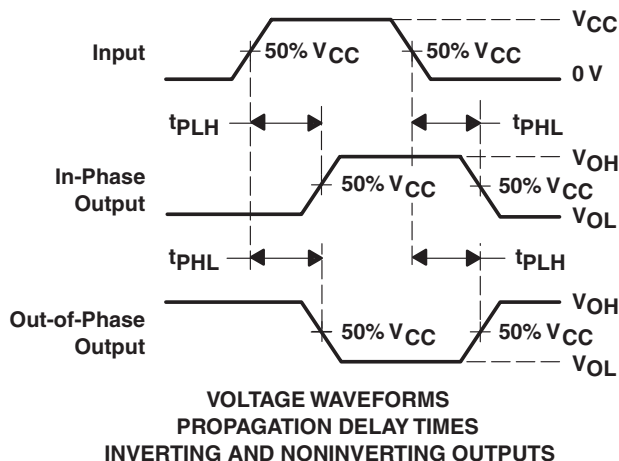 VCC
Input
50% VCC
50% VCC
0 V
tPLH
tPHL
In-Phase
Output
VOH
50% VCC
50% VCC
VOL
tPHL
tPLH
Out-of-Phase
Output
VOH
50% VCC
50% VCC
VOL
VOLTAGE WAVEFORMS
PROPAGATION DELAY TIMES
INVERTING AND NONINVERTING OUTPUTS